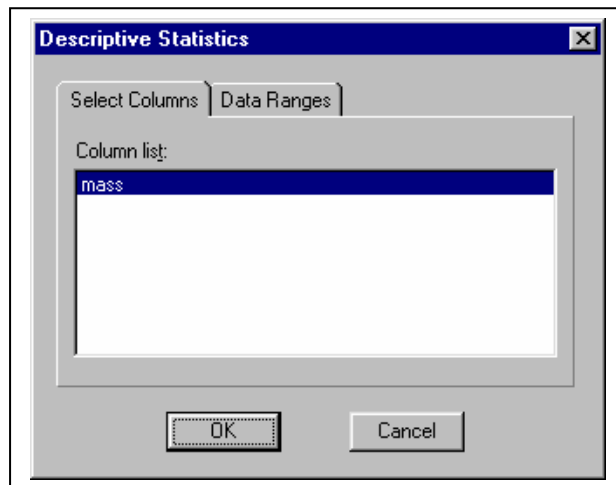 Descriptive Statistics
Select Columns Data Ranges
Column list:
mass
OK Cancel